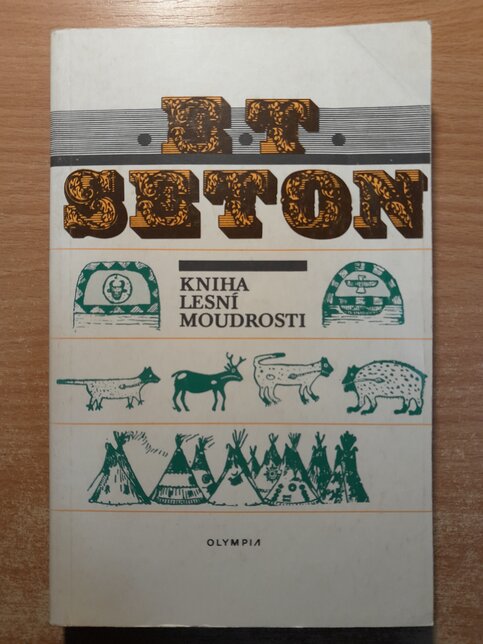 E.T.
SETON
KNIHA
LESNÍ
MOUDROSTI
OLYMPIA